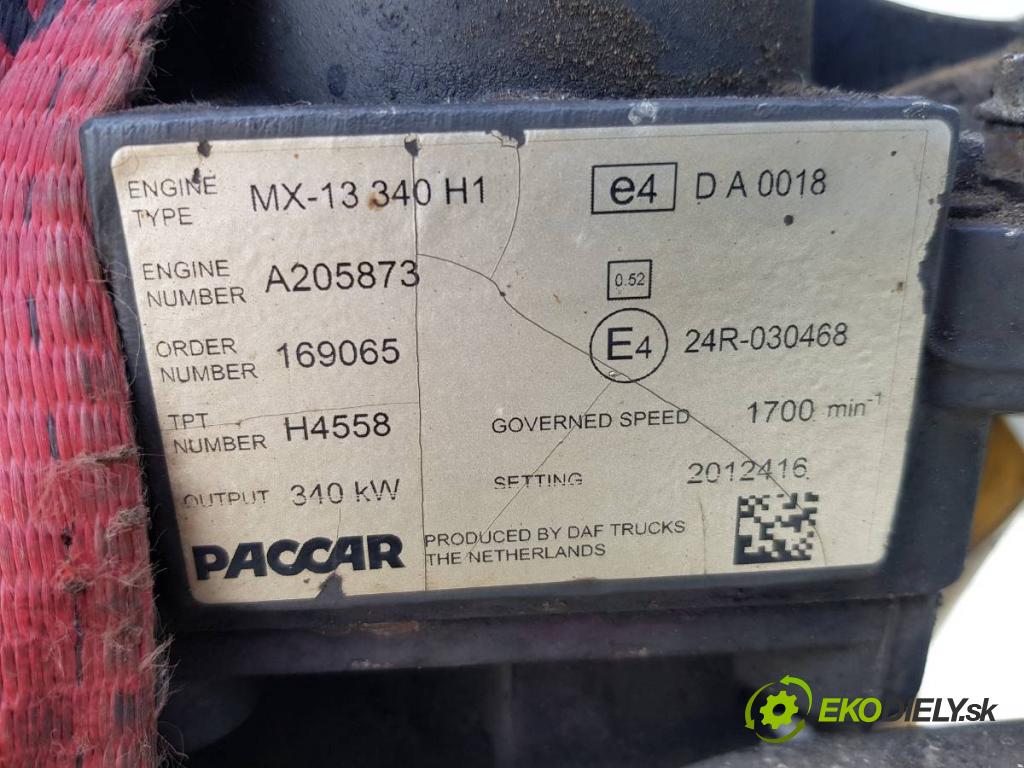 ENGINE TYPE MX-13 340 H1 e4 D A 0018
ENGINE NUMBER A205873 0.52
ORDER NUMBER 169065 E4 24R-030468
TPT NUMBER H4558 GOVERNED SPEED 1700 min-1
OUTPUT 340 kW SETTING 2012416
PACCAR PRODUCED BY DAF TRUCKS
THE NETHERLANDS
EKODIELY.sk